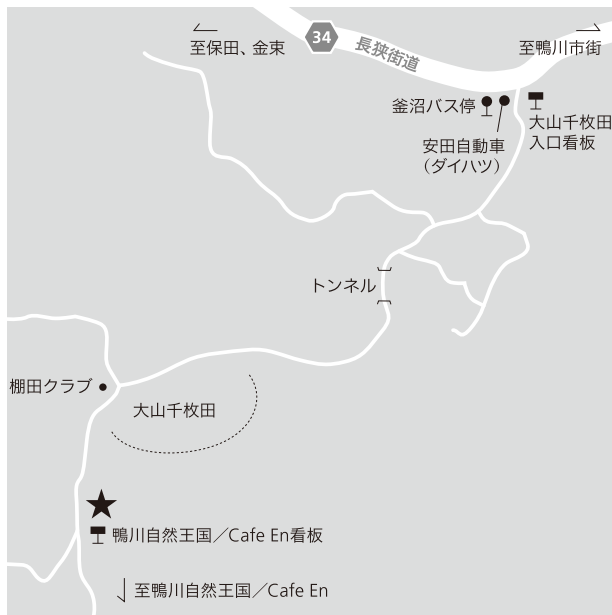 至保田、金束
34
長狭街道
至鴨川市街
釜沼バス停
安田自動車
（ダイハツ）
大山千枚田
入口看板
トンネル
棚田クラブ
大山千枚田
鴨川自然王国／Cafe En看板
至鴨川自然王国／Cafe En